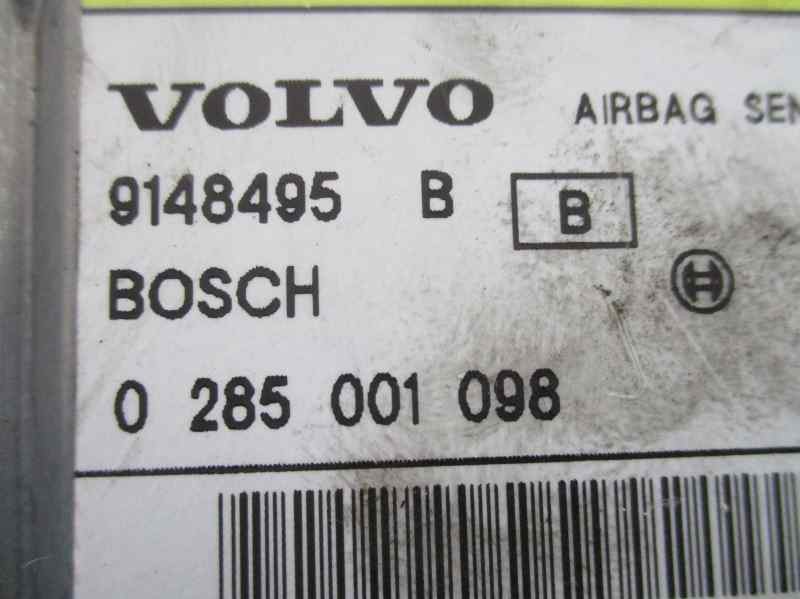 VOLVO AIRBAG SEN
9148495 B B
BOSCH
0 285 001 098